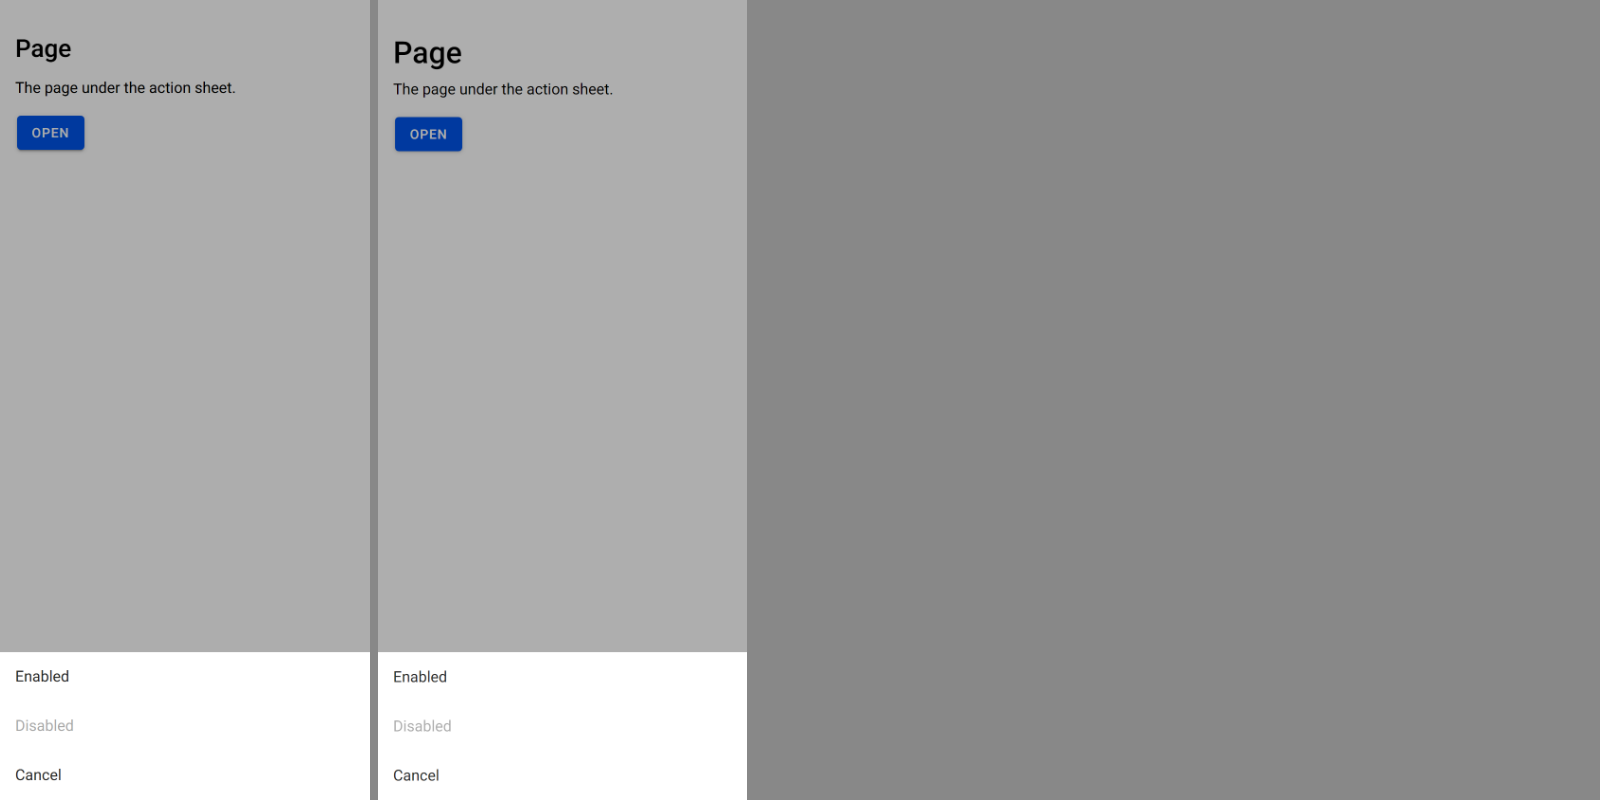 Page
The page under the action sheet.
OPEN
Enabled
Disabled
Cancel
Page
The page under the action sheet.
OPEN
Enabled
Disabled
Cancel